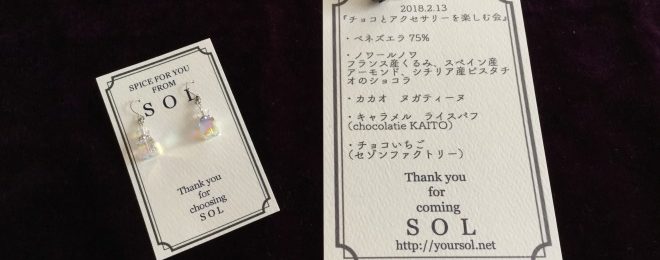 SPICE FOR YOU
FROM
SOL
Thank you
for
choosing
SOL
2018.2.13
『チョコとアクセサリーを楽しむ会』
・ベネズエラ 75%
・ノワールノワ
フランス産くるみ、スペイン産
アーモンド、シチリア産ピスタチ
オのショコラ
・カカオ ヌガティーヌ
・キャラメル ライスパフ
（chocolatie KAITO）
・チョコいちご
（セゾンファクトリー）
Thank you
for
coming
SOL
http://yoursol.net